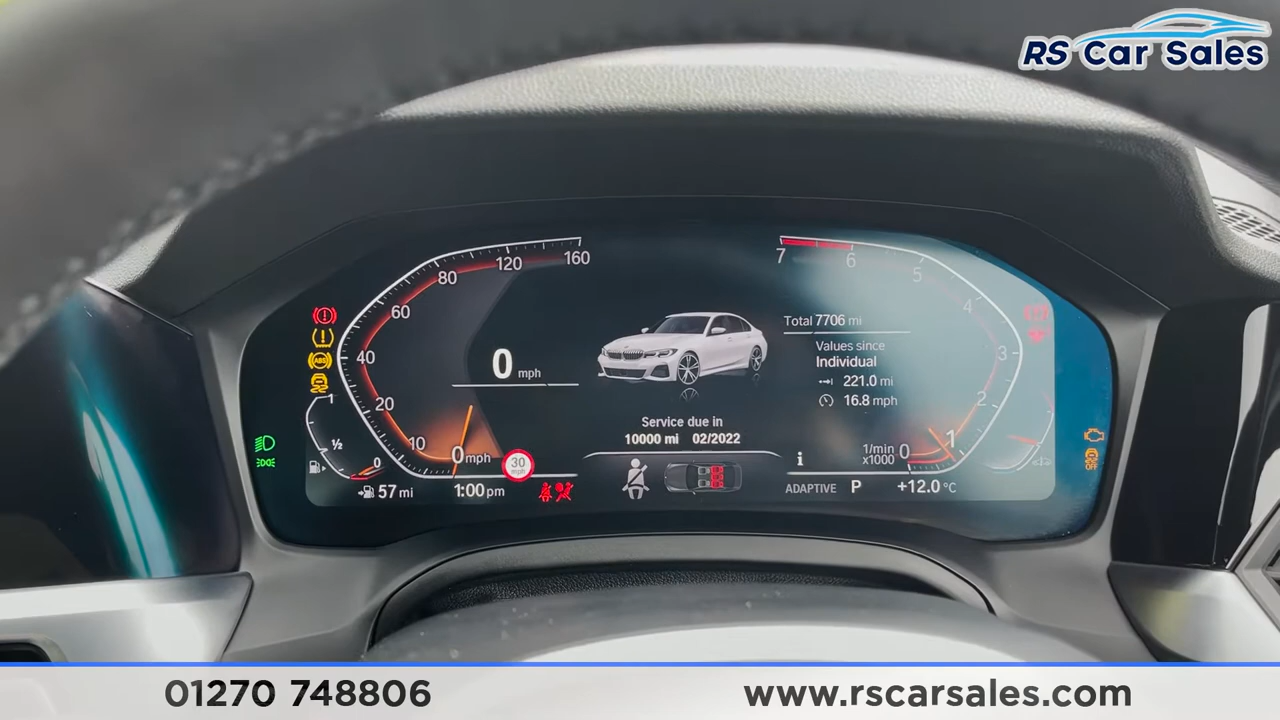 RS Car Sales
160
120
80
60
40
20
10
0 mph
0 mph
7
6
5
4
3
2
1
0
1/min
x1000
Total 7706 mi
Values since
Individual
221.0 mi
16.8 mph
Service due in
10000 mi 02/2022
ABS
1
½
0
57 mi
1:00 pm
30
mph
i
ADAPTIVE P +12.0 °C
OFF
01270 748806
www.rscarsales.com